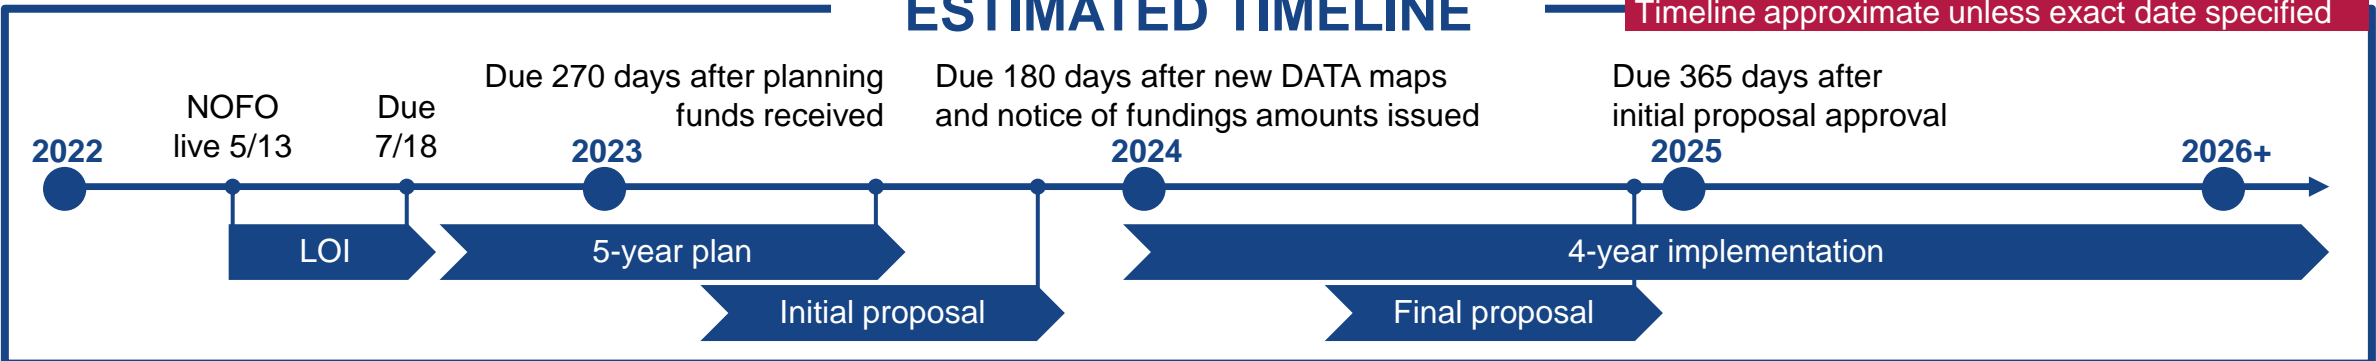 ESTIMATED TIMELINE
Timeline approximate unless exact date specified
NOFO
live 5/13
Due
7/18
Due 270 days after planning
funds received
Due 180 days after new DATA maps
and notice of fundings amounts issued
Due 365 days after
initial proposal approval
2022
2023
2024
2025
2026+
LOI
5-year plan
4-year implementation
Initial proposal
Final proposal